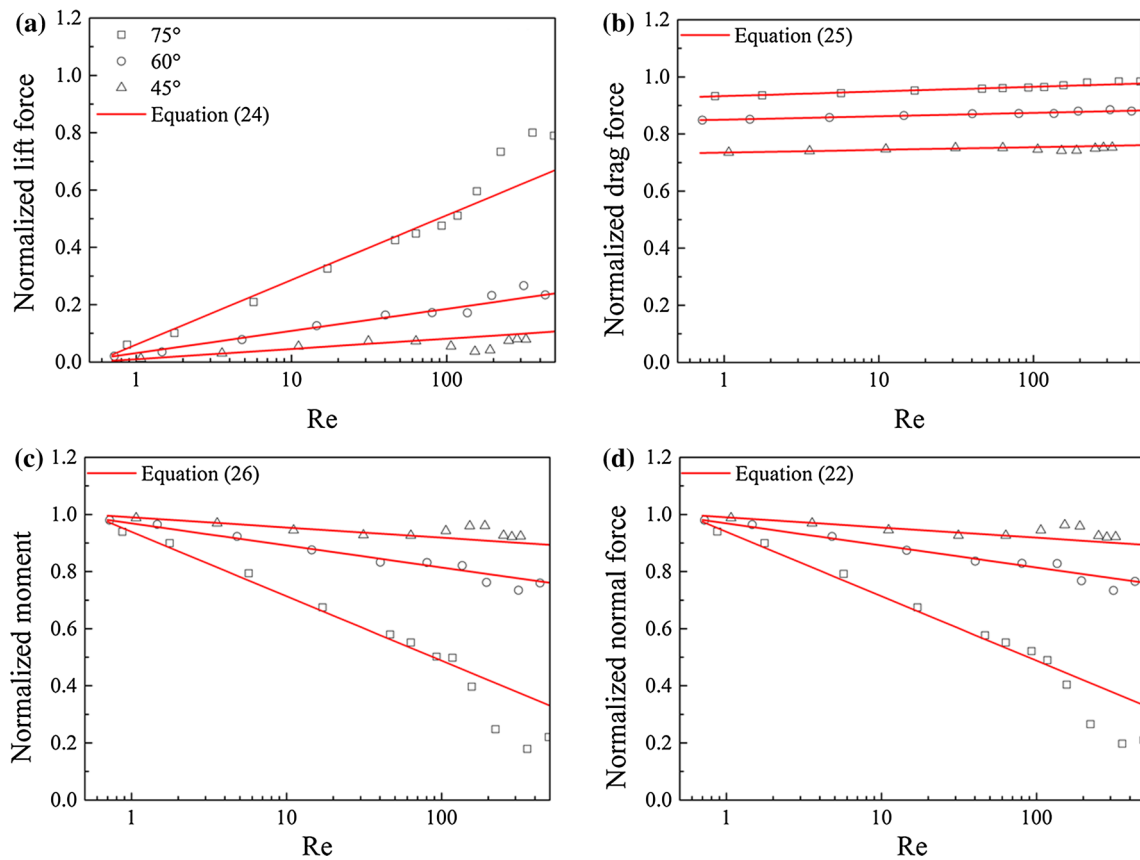 (a)
1.2
1.0
0.8
0.6
0.4
0.2
0.0
Normalized lift force
75°
60°
45°
Equation (24)
1 10 100
Re
(b)
1.2
1.0
0.8
0.6
0.4
0.2
0.0
Normalized drag force
Equation (25)
1 10 100
Re
(c)
1.2
1.0
0.8
0.6
0.4
0.2
0.0
Normalized moment
Equation (26)
1 10 100
Re
(d)
1.2
1.0
0.8
0.6
0.4
0.2
0.0
Normalized normal force
Equation (22)
1 10 100
Re